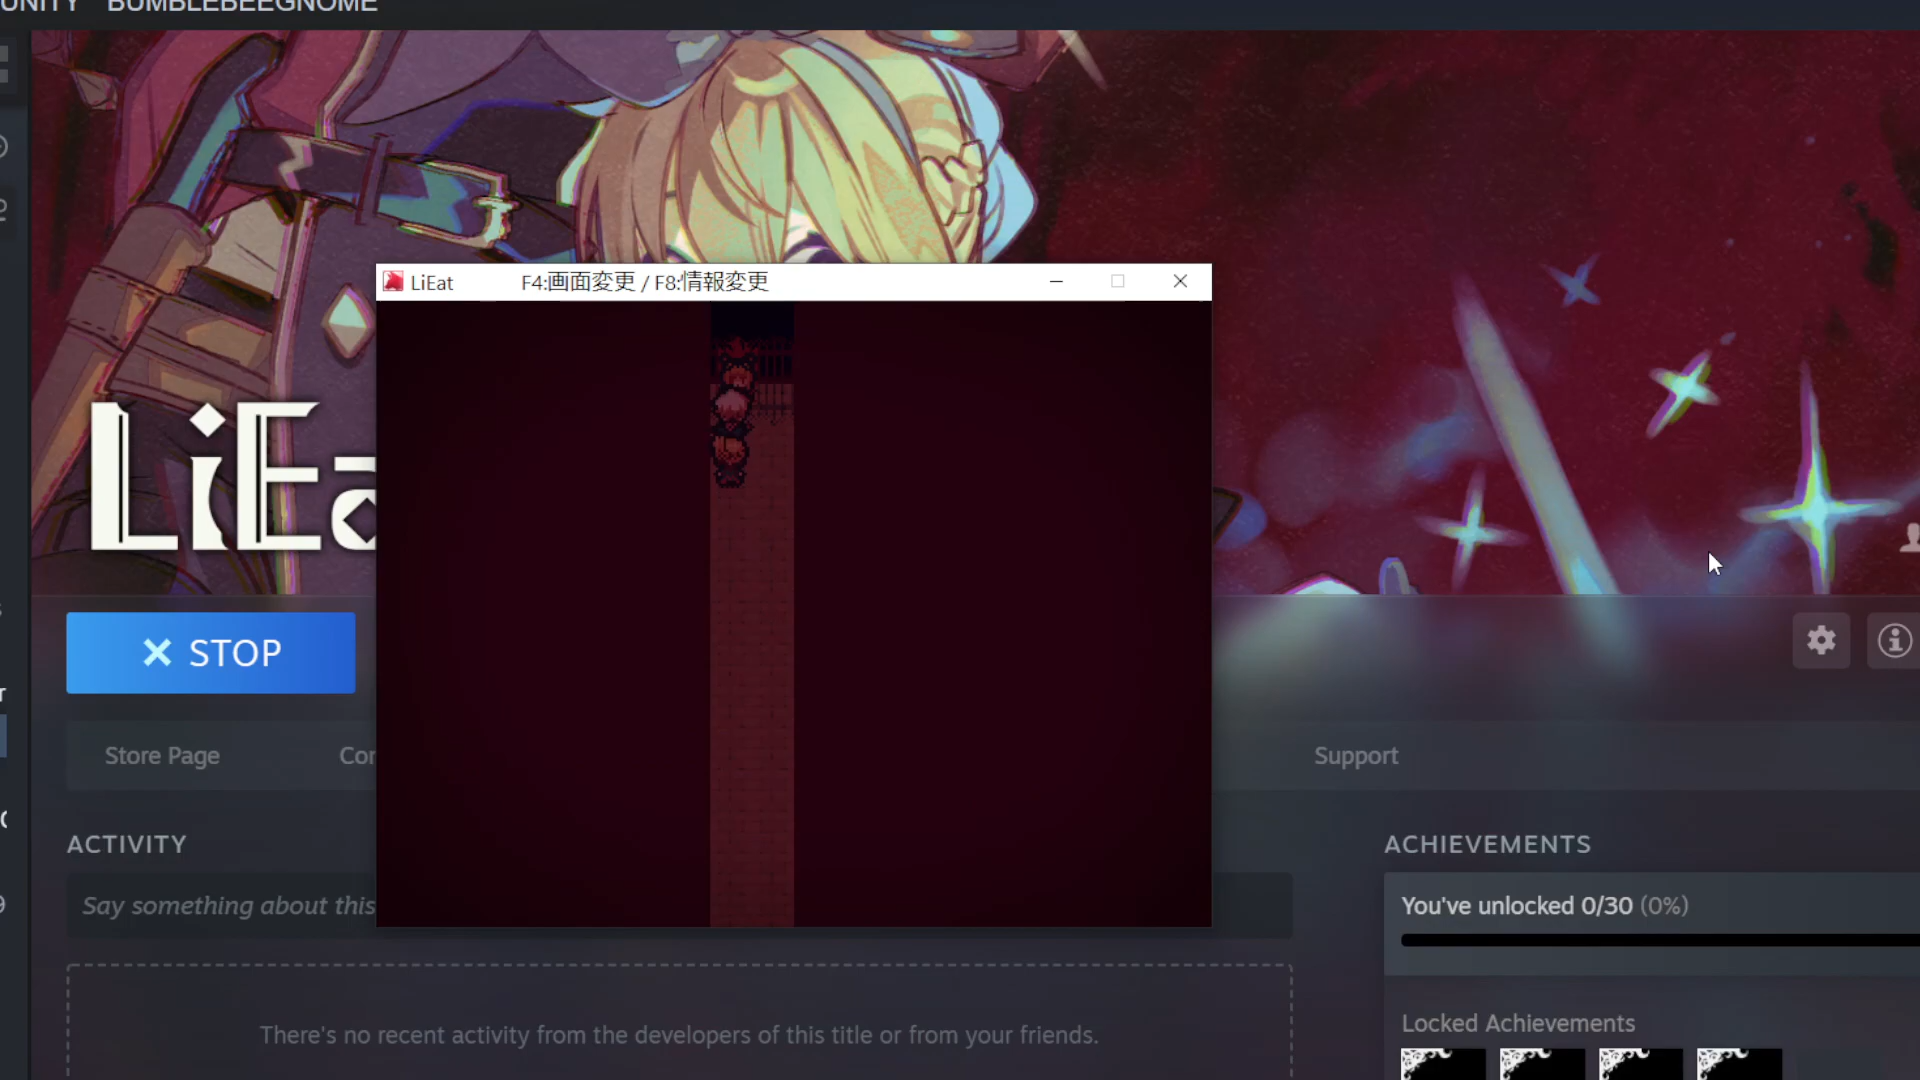 BUMBLEBEEGNOME
LiEat F4:画面変更 / F8:情報変更
LiEa
STOP
Store Page
Support
ACTIVITY
ACHIEVEMENTS
Say something about this
You've unlocked 0/30 (0%)
There's no recent activity from the developers of this title or from your friends.
Locked Achievements